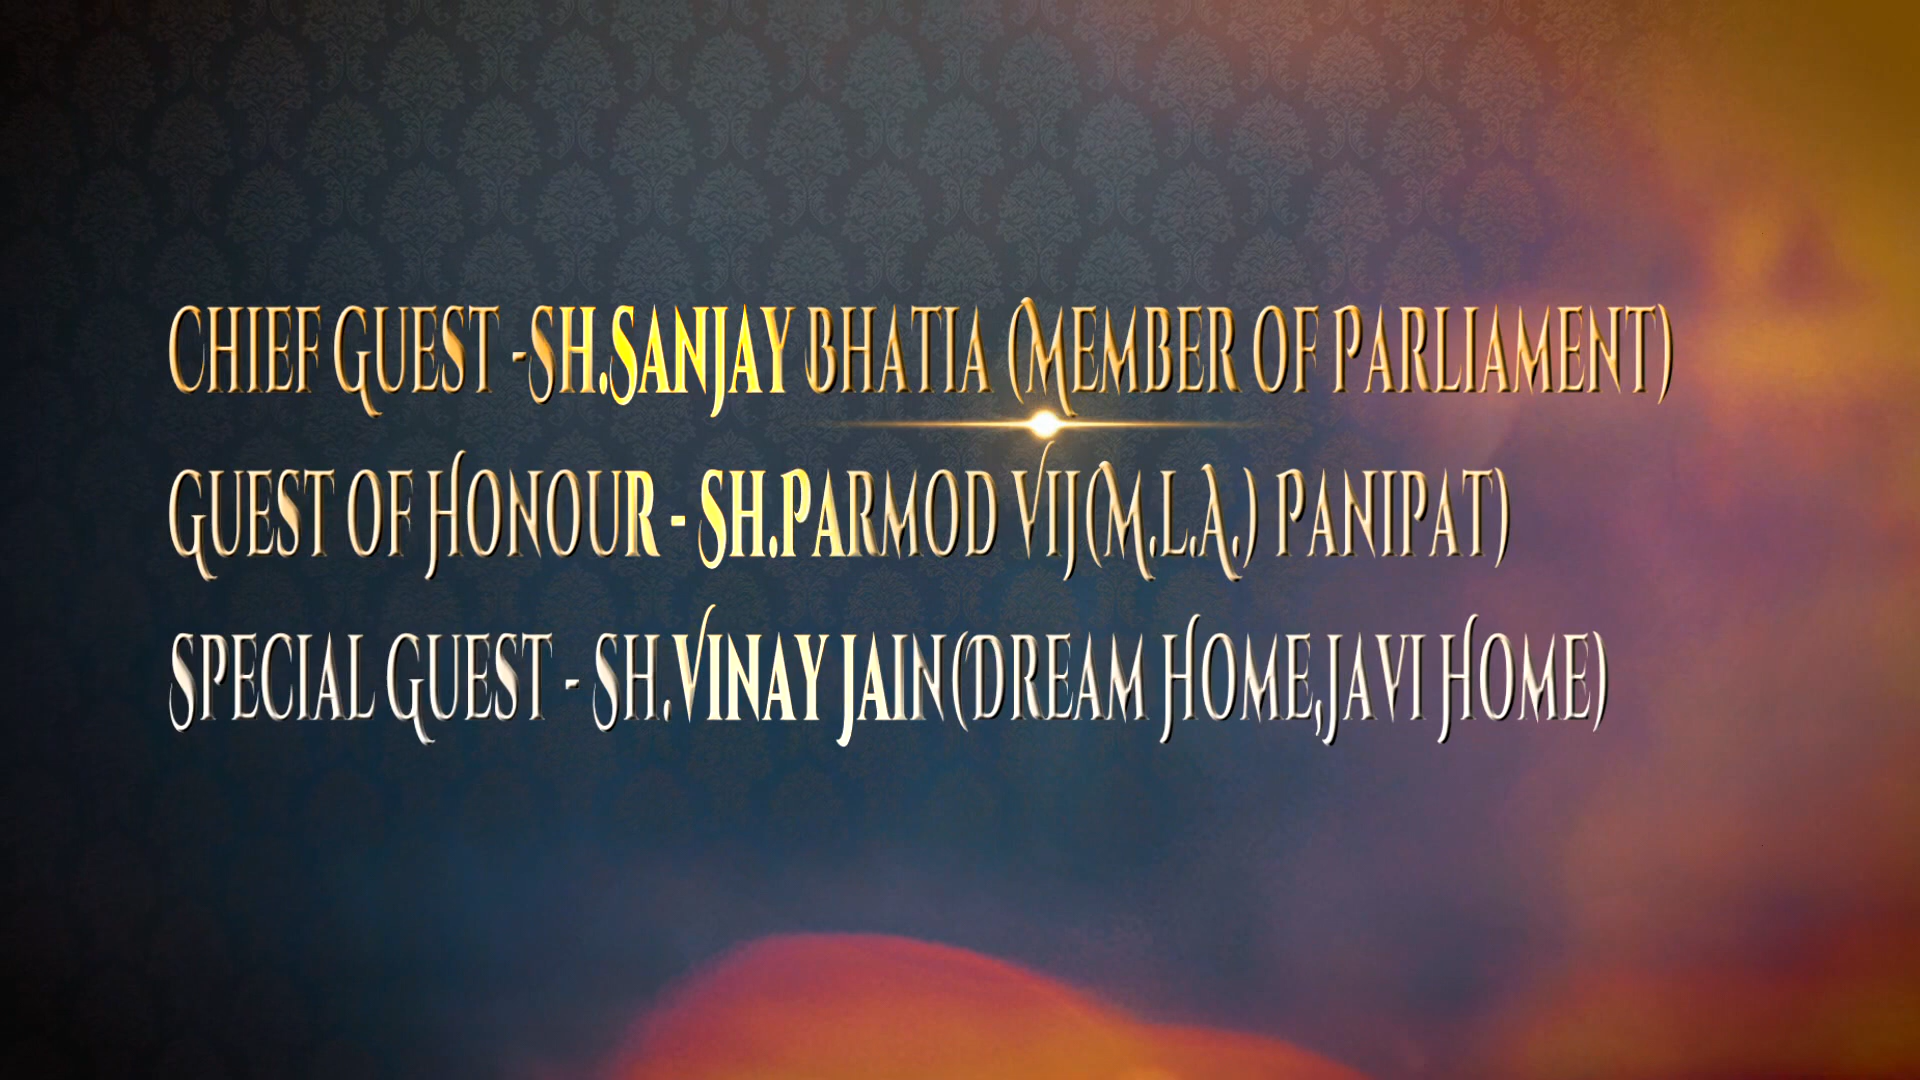 Chief Guest -Sh.Sanjay Bhatia (Member of Parliament)
Guest of Honour - Sh.Parmod Vij(M.L.A.) Panipat)
Special Guest - Sh.Vinay Jain(Dream Home,Javi Home)